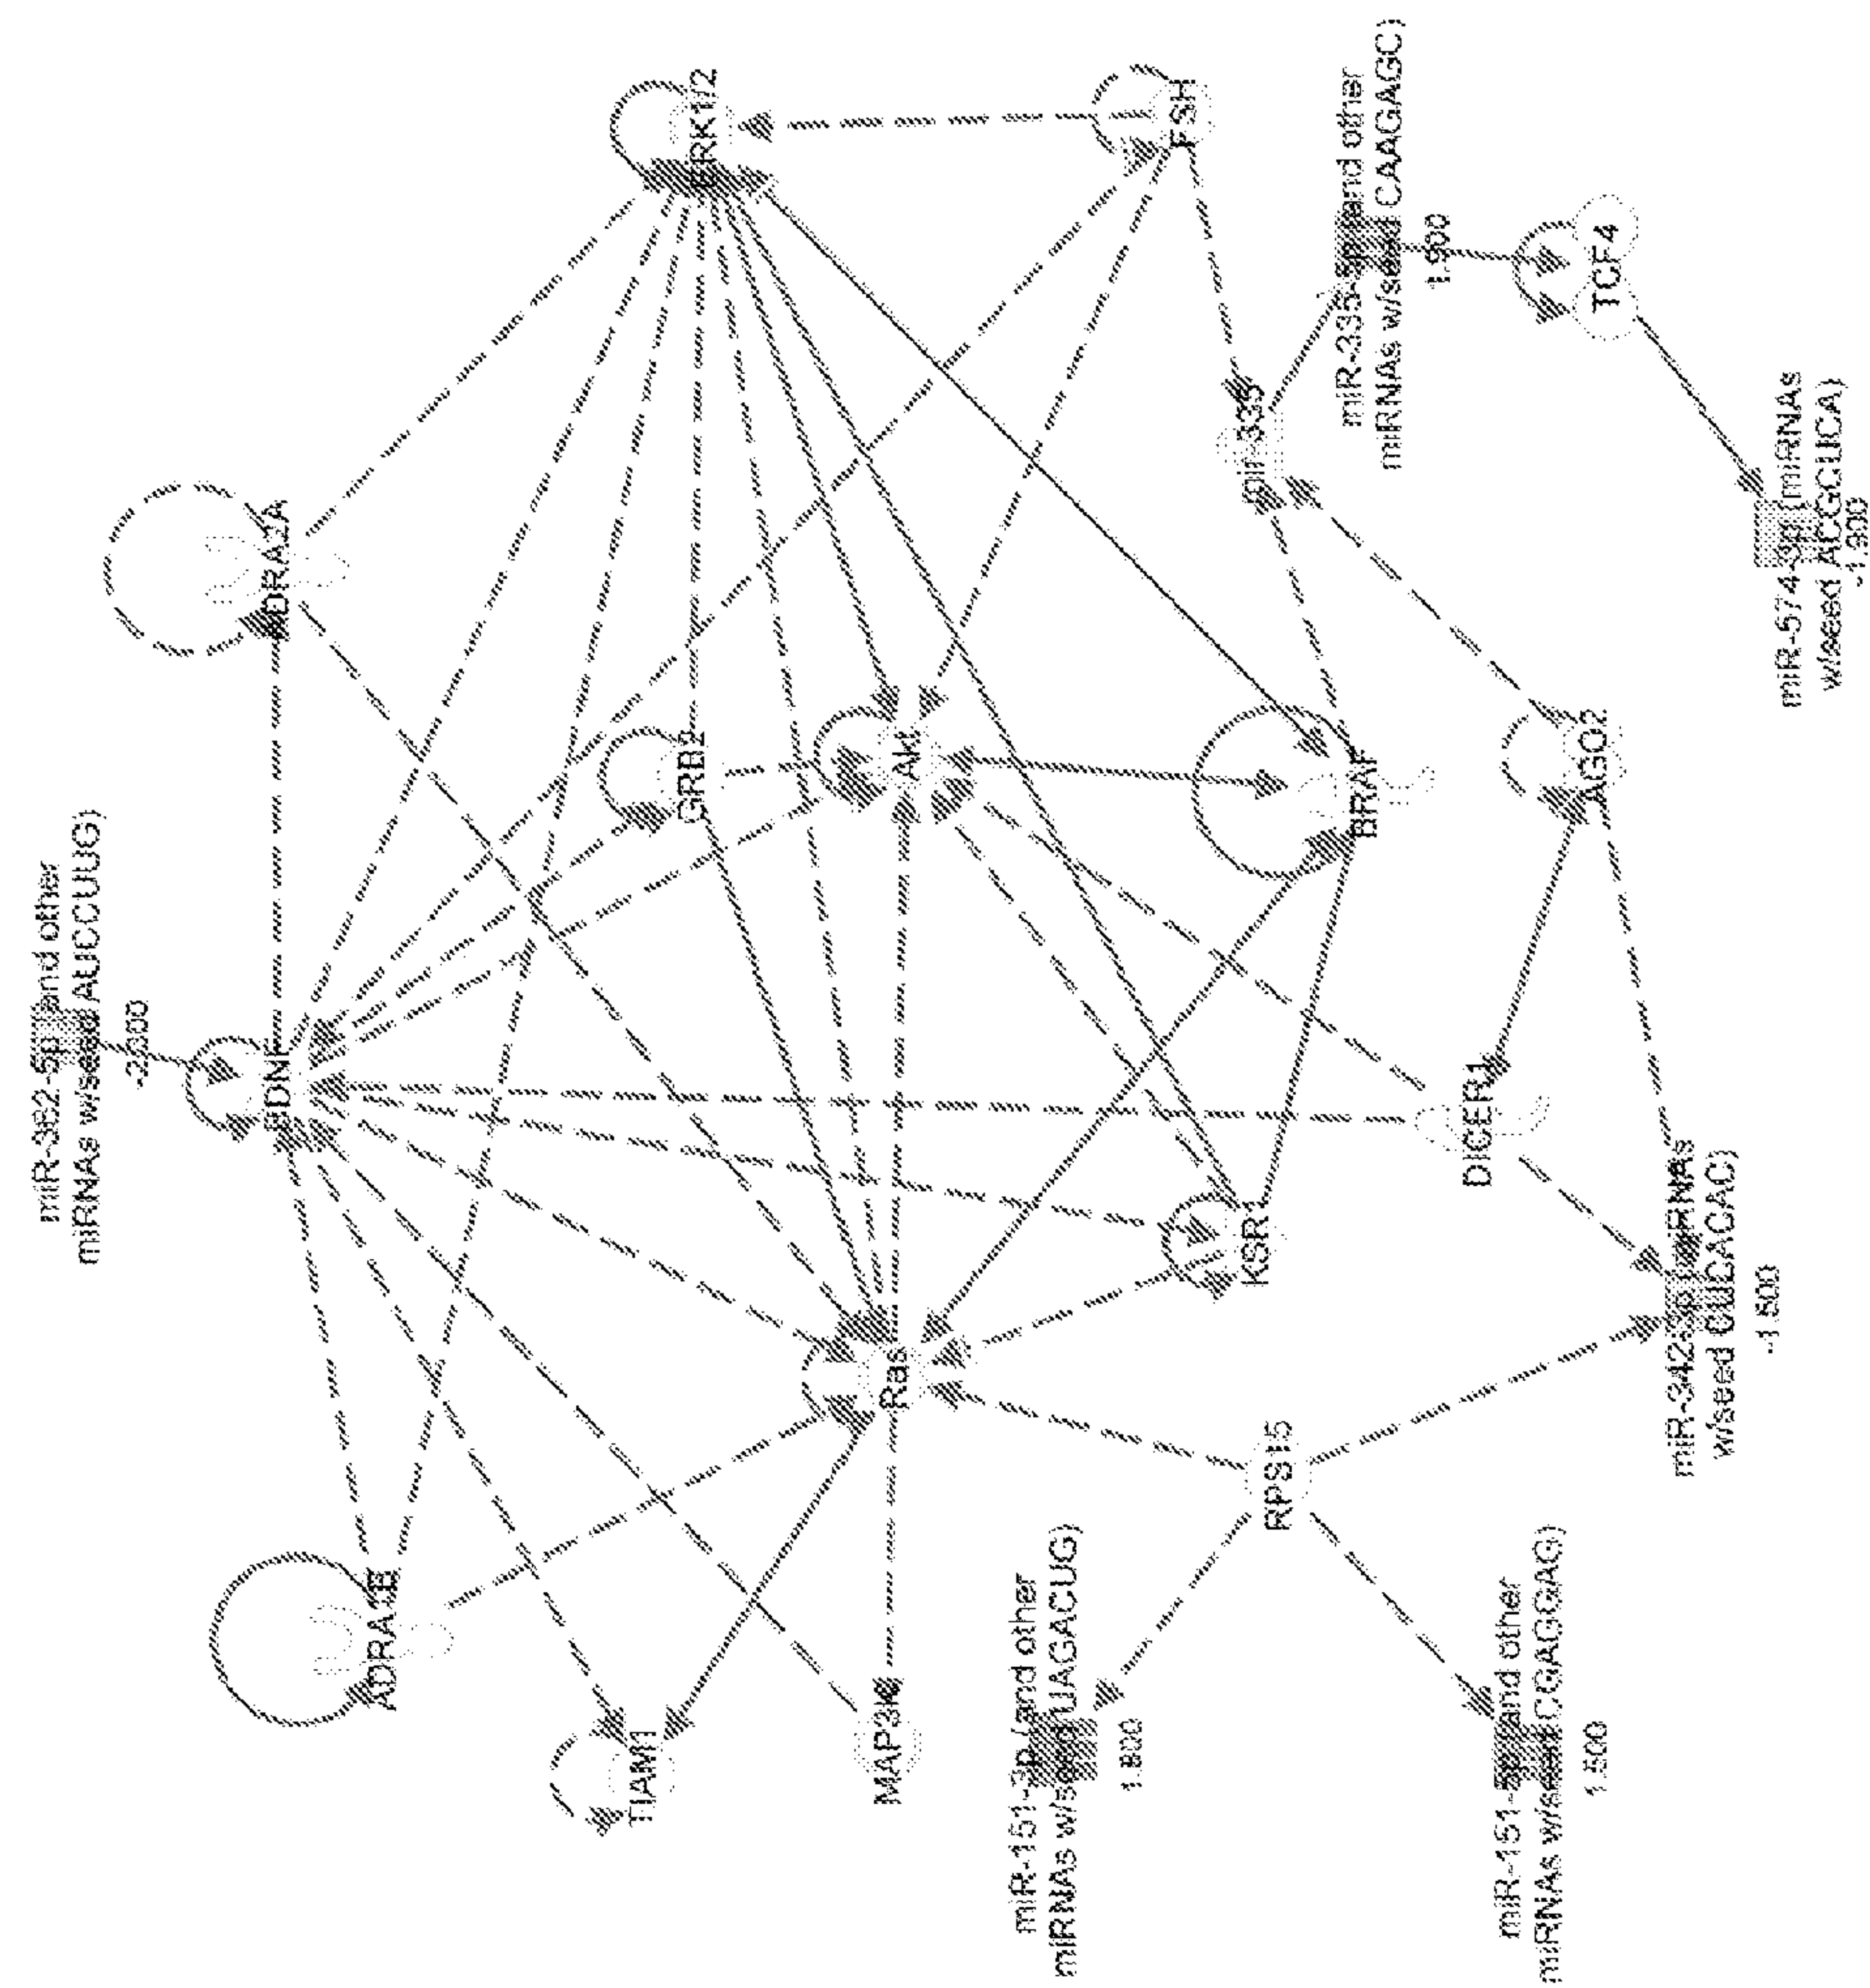 miR-362-5p (and other
miRNAs w/seed AUCCUUG)
-2.000
BDNF
ADRA2A
ADRA1B
TIAM1
GRB2
ERK1/2
MAP3K
Ras
Akt
miR-151-3p (and other
miRNAs w/seed UAGACUG)
1.800
RPS15
KSR1
BRAF
mir-335
FSH
miR-335-5p (and other
miRNAs w/seed CAAGAGC)
1.900
DICER1
AGO2
TCF4
miR-151-5p (and other
miRNAs w/seed CGAGGAG)
1.500
miR-342-3p (miRNAs
w/seed CUCACAC)
-1.500
miR-574-3p (miRNAs
w/seed ACGCUCA)
-1.900